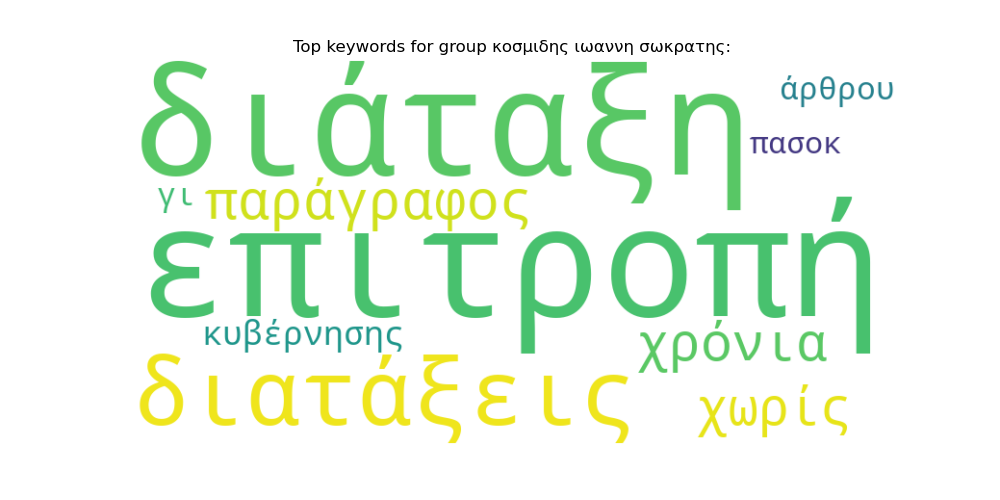 Top keywords for group κοσμιδης ιωαννη σωκρατης:
διάταξη
άρθρου
πασοκ
γι
παράγραφος
επιτροπή
κυβέρνησης
χρόνια
διατάξεις
χωρίς